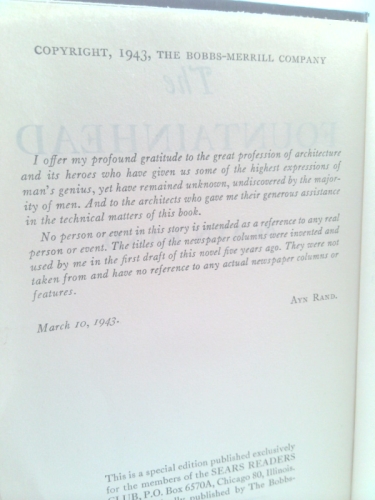 COPYRIGHT, 1943, THE BOBBS-MERRILL COMPANY
The
FOUNTAINHEAD
I offer my profound gratitude to the great profession of architecture
and its heroes who have given us some of the highest expressions of
man's genius, yet have remained unknown, undiscovered by the major-
ity of men. And to the architects who gave me their generous assistance
in the technical matters of this book.
No person or event in this story is intended as a reference to any real
person or event. The titles of the newspaper columns were invented and
used by me in the first draft of this novel five years ago. They were not
taken from and have no reference to any actual newspaper columns or
features.
AYN RAND.
March 10, 1943.
This is a special edition published exclusively
for the members of the SEARS READERS
CLUB, P.O. Box 6570A, Chicago 80, Illinois.
published by The Bobbs-